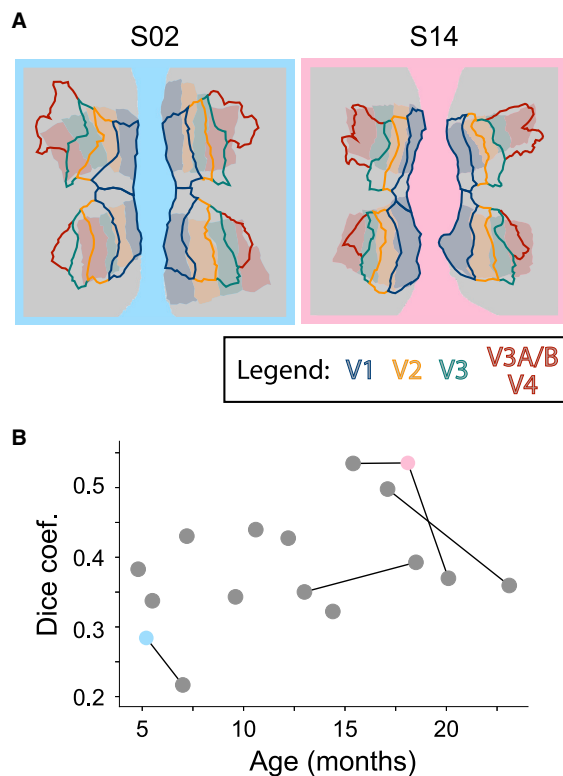 A
S02 S14
Legend: V1 V2 V3 V3A/B
V4
B
Dice coef.
0.5
0.4
0.3
0.2
5 10 15 20
Age (months)